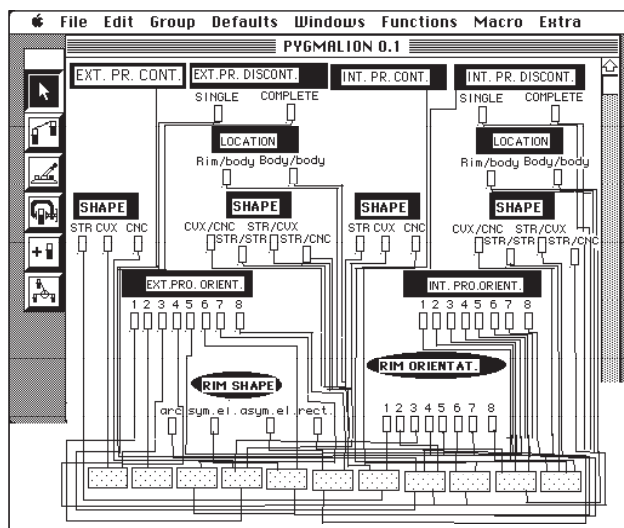 File Edit Group Defaults Windows Functions Macro Extra
PYGMALION 0.1
EXT. PR. CONT. EXT.PR. DISCONT. INT. PR. CONT. INT. PR. DISCONT.
SINGLE COMPLETE SINGLE COMPLETE
LOCATION LOCATION
Rim/body Body/body Rim/body Body/body
SHAPE SHAPE SHAPE SHAPE
STR CVX CNC CVX/CNC STR/CVX STR CVX CNC CVX/CNC STR/CVX
STR/STR STR/CNC STR/STR STR/CNC
EXT.PRO.ORIENT. INT. PRO.ORIENT.
1 2 3 4 5 6 7 8 1 2 3 4 5 6 7 8
RIM SHAPE RIM ORIENTAT.
arc sym.el. asym.el. rect.
1 2 3 4 5 6 7 8